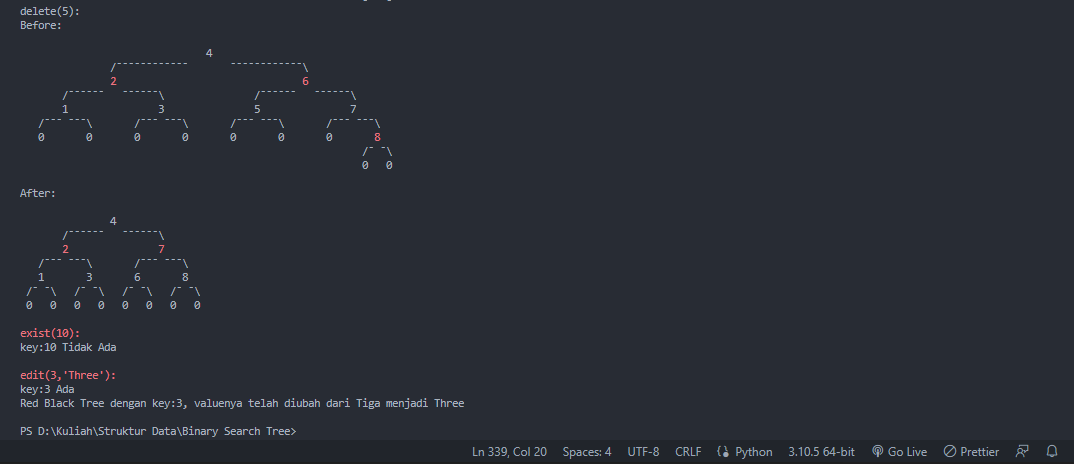 delete(5):
Before:
4
/------------ ------------\
2 6
/------ ------\ /------ ------\
1 3 5 7
/--- ---\ /--- ---\ /--- ---\ /--- ---\
0 0 0 0 0 0 0 8
/- -\
0 0
After:
4
/------ ------\
2 7
/--- ---\ /--- ---\
1 3 6 8
/- -\ /- -\ /- -\ /- -\
0 0 0 0 0 0 0 0
exist(10):
key:10 Tidak Ada
edit(3,'Three'):
key:3 Ada
Red Black Tree dengan key:3, valuenya telah diubah dari Tiga menjadi Three
PS D:\Kuliah\Struktur Data\Binary Search Tree>
Ln 339, Col 20 Spaces: 4 UTF-8 CRLF Python 3.10.5 64-bit Go Live Prettier